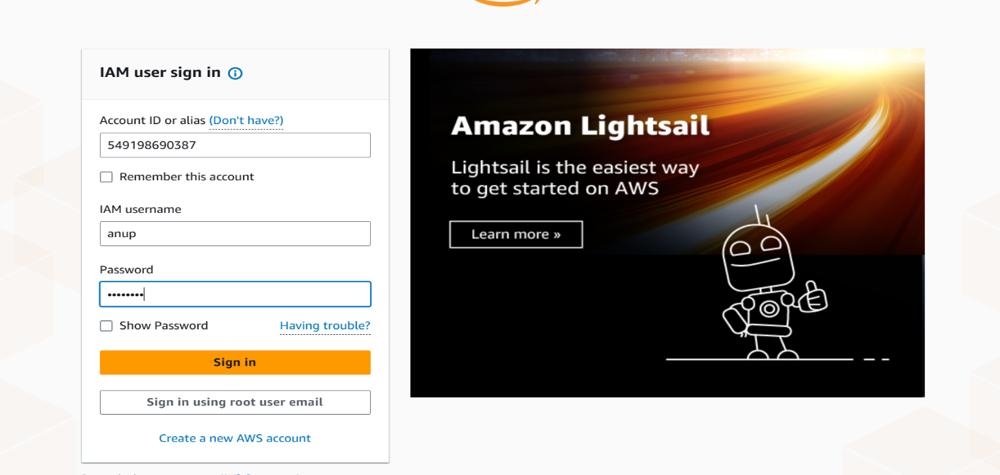 IAM user sign in
Account ID or alias (Don't have?)
549198690387
Remember this account
IAM username
anup
Password
••••••••
Show Password Having trouble?
Sign in
Sign in using root user email
Create a new AWS account
Amazon Lightsail
Lightsail is the easiest way
to get started on AWS
Learn more »